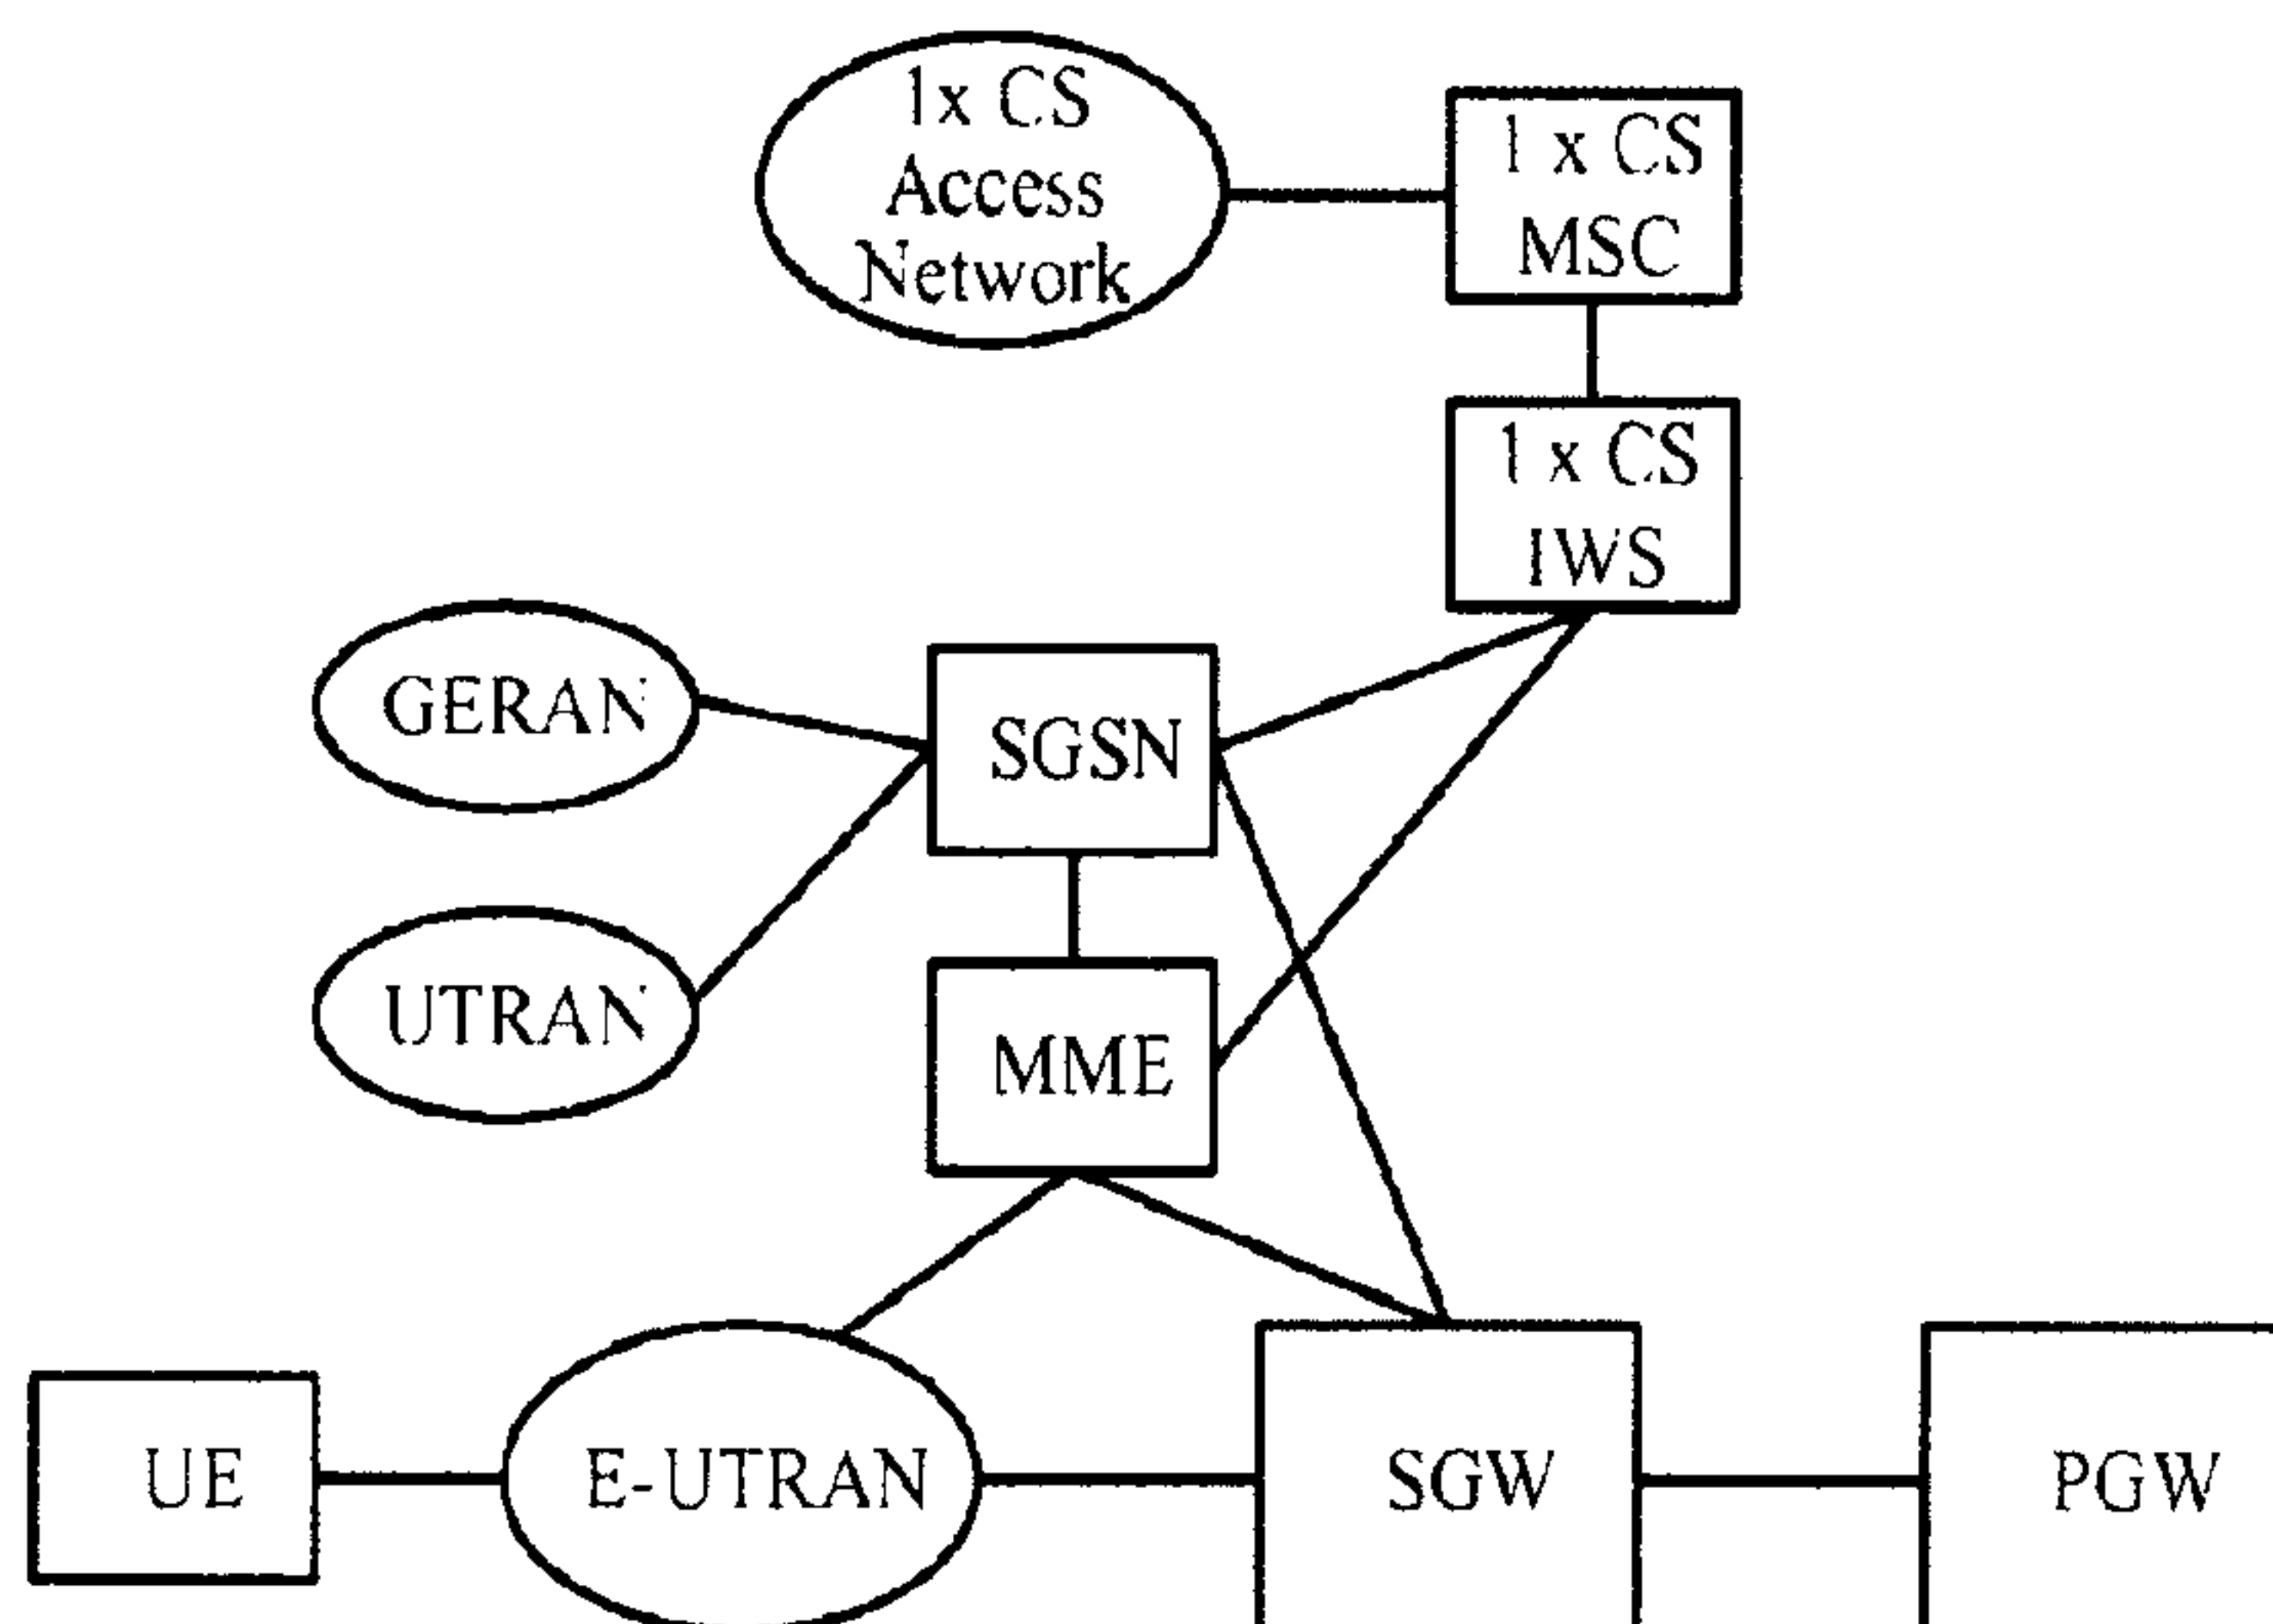 1x CS
Access
Network
1 x CS
MSC
1 x CS
IWS
GERAN
SGSN
UTRAN
MME
UE
E-UTRAN
SGW
PGW